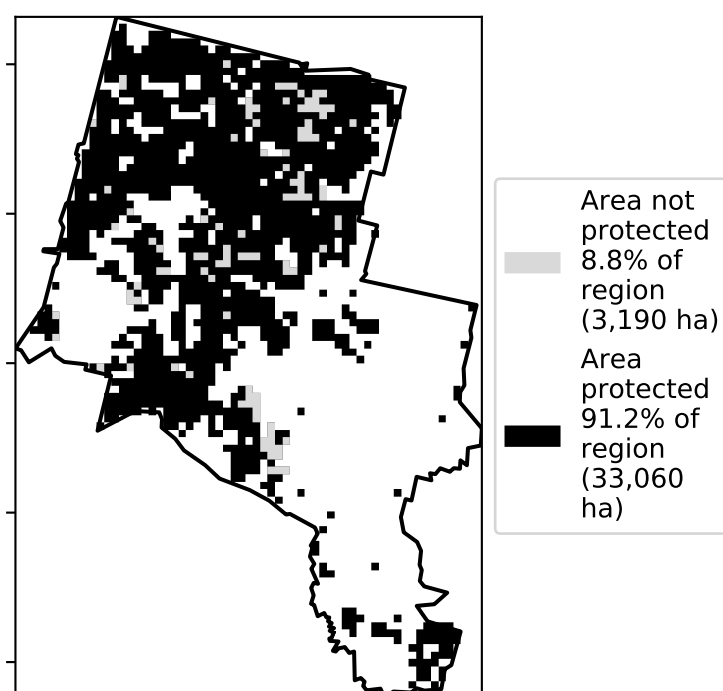 Area not
protected
8.8% of
region
(3,190 ha)
Area
protected
91.2% of
region
(33,060
ha)